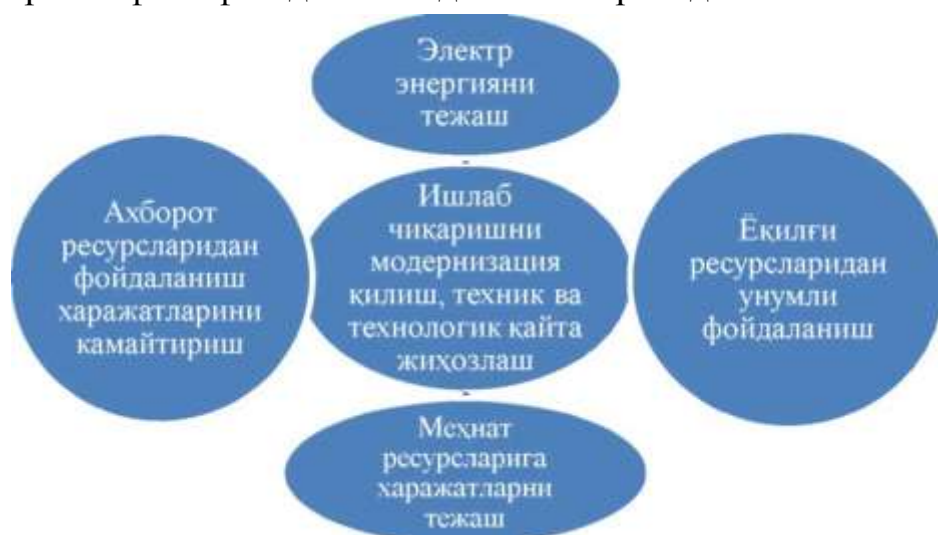 Электр
энергияни
тежаш
Ахборот
ресурсларидан
фойдаланиш
харажатларини
камайтириш
Ишлаб
чиқаришни
модернизация
қилиш, техник ва
технологик қайта
жиҳозлаш
Ёқилғи
ресурсларидан
унумли
фойдаланиш
Меҳнат
ресурсларига
харажатларни
тежаш